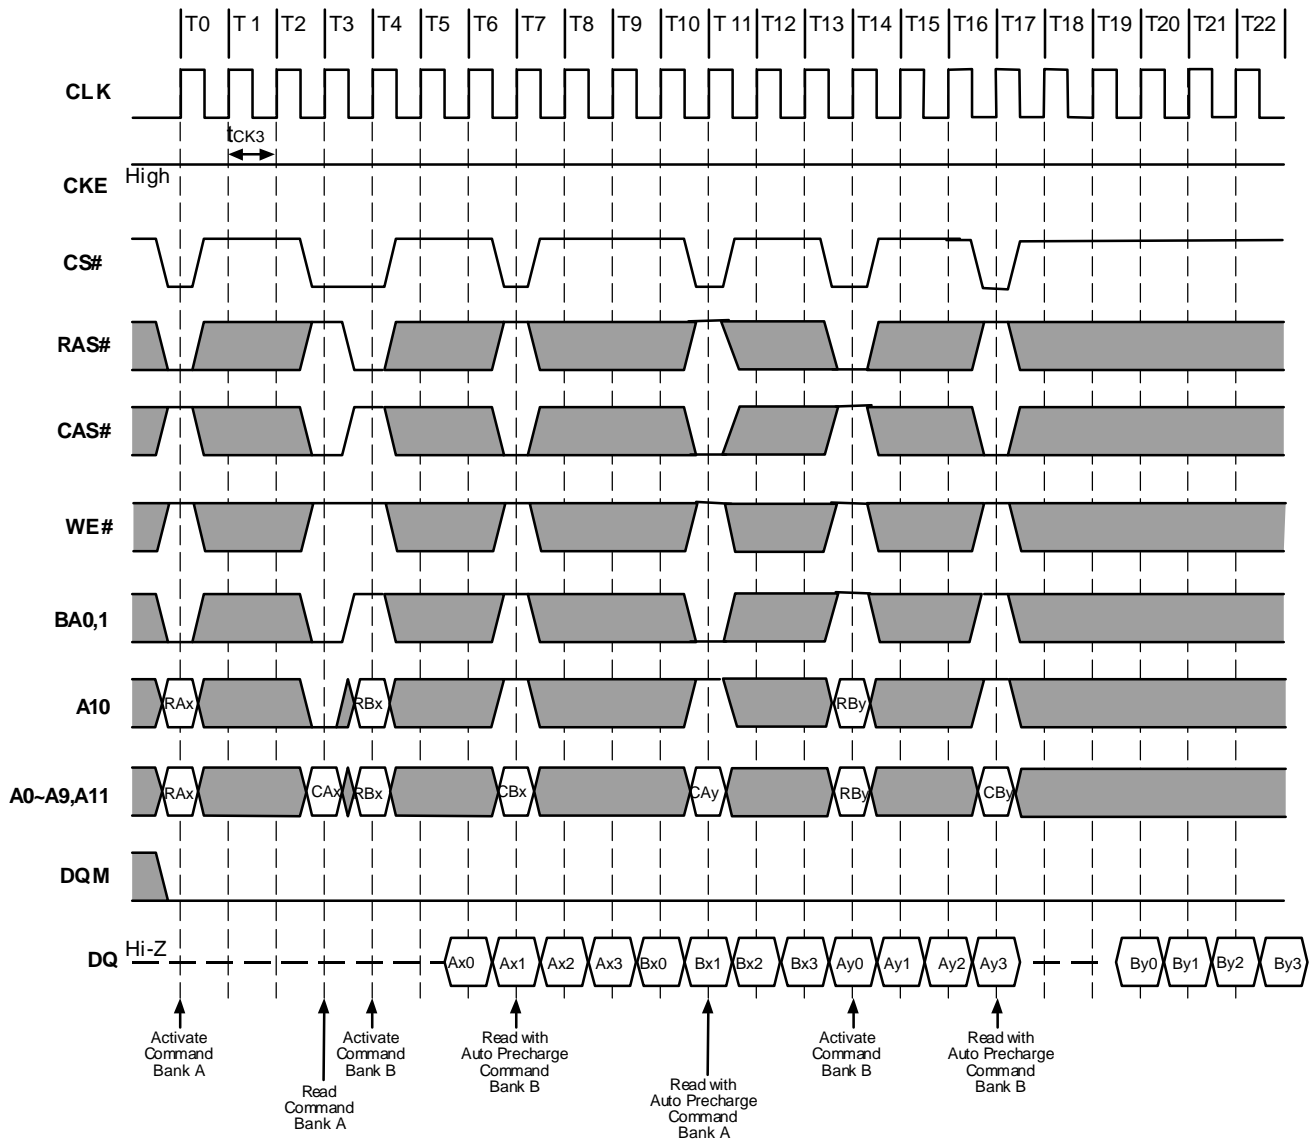 T0 T1 T2 T3 T4 T5 T6 T7 T8 T9 T10 T11 T12 T13 T14 T15 T16 T17 T18 T19 T20 T21 T22
CLK
tCK3
High
CKE
CS#
RAS#
CAS#
WE#
BA0,1
A10
RAx RBx RBy
A0~A9,A11
RAx CAx RBx CBx CAy RBy CBy
DQM
Hi-Z
DQ
Ax0 Ax1 Ax2 Ax3 Bx0 Bx1 Bx2 Bx3 Ay0 Ay1 Ay2 Ay3 By0 By1 By2 By3
Activate
Command
Bank A
Read
Command
Bank A
Activate
Command
Bank B
Read with
Auto Precharge
Command
Bank B
Read with
Auto Precharge
Command
Bank A
Activate
Command
Bank B
Read with
Auto Precharge
Command
Bank B